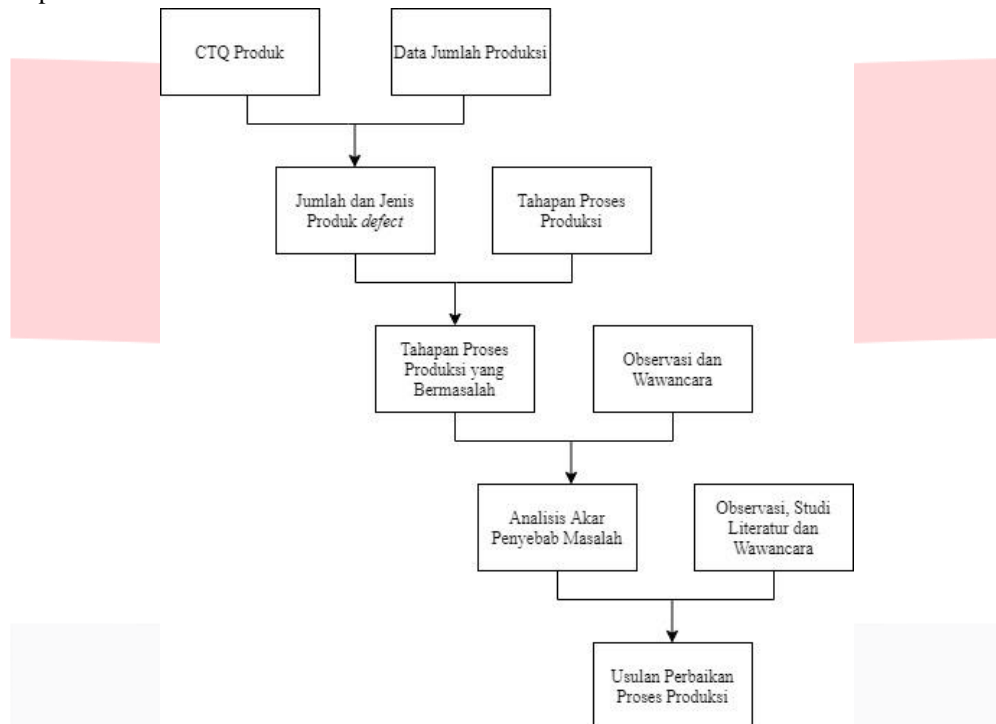 CTQ Produk
Data Jumlah Produksi
Jumlah dan Jenis
Produk defect
Tahapan Proses
Produksi
Tahapan Proses
Produksi yang
Bermasalah
Observasi dan
Wawancara
Analisis Akar
Penyebab Masalah
Observasi, Studi
Literatur dan
Wawancara
Usulan Perbaikan
Proses Produksi